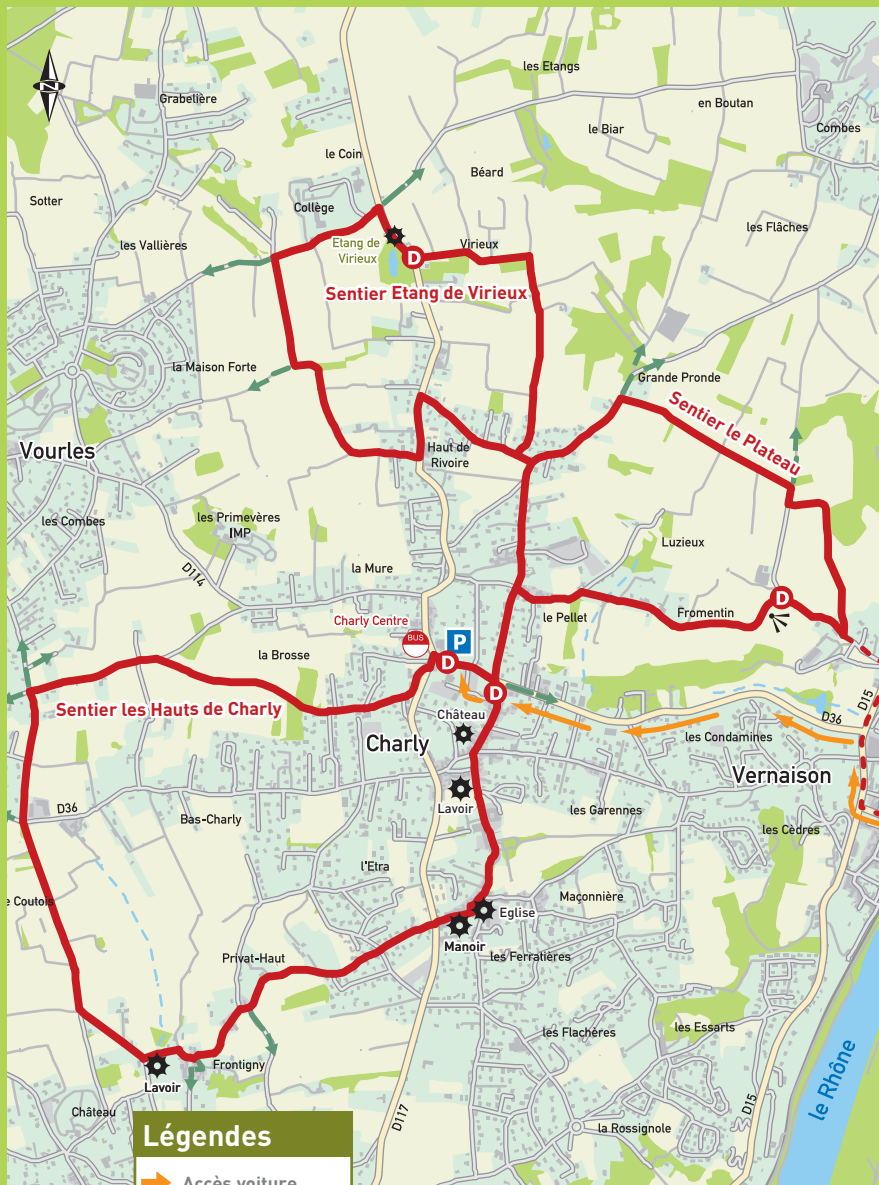 les Etangs
N
Grabelière
en Boutan
Combes
le Biar
le Coin
Béard
Sotter
Collège
les Flâches
les Vallières
Etang de
Virieux
Virieux
D
Sentier Etang de Virieux
la Maison Forte
Grande Pronde
Sentier le Plateau
Vourles
Haut de
Rivoire
les Combes
les Primevères
IMP
Luzieux
D114
la Mure
D
Fromentin
le Pellet
Charly Centre
BUS
P
la Brosse
D
D
Sentier les Hauts de Charly
D15
D36
Château
Charly
les Condamines
Vernaison
Lavoir
D36
Bas-Charly
les Garennes
les Cèdres
l'Etra
Maçonnière
e Coutois
Eglise
Manoir
Privat-Haut
les Ferratières
les Flachères
les Essarts
le Rhône
Frontigny
Lavoir
Château
D117
D15
la Rossignole
Légendes
Accès voiture